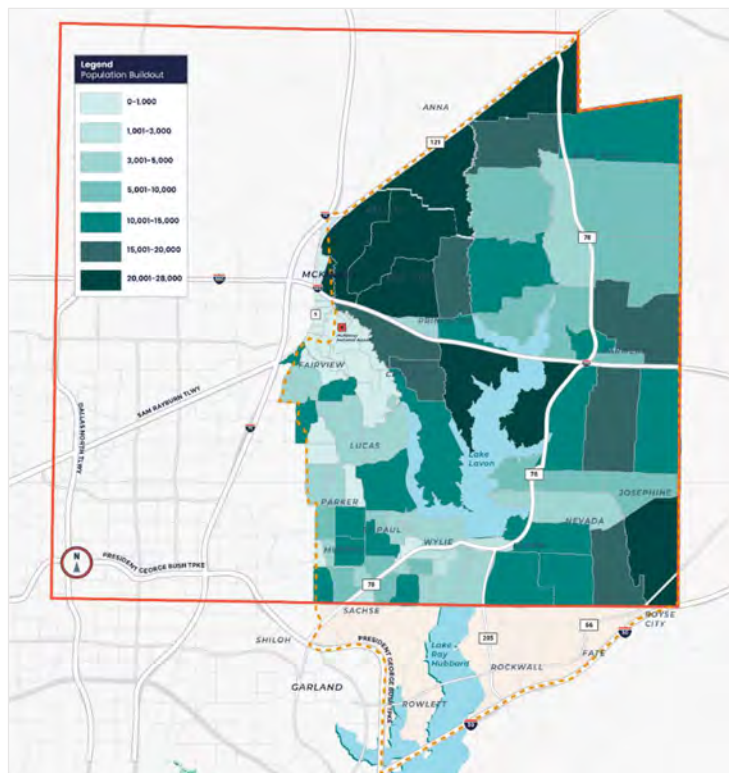 Legend
Population Buildout
0-1,000
1,001-3,000
3,001-5,000
5,001-10,000
10,001-15,000
15,001-20,000
20,001-28,000
ANNA
121
78
5
FAIRVIEW
SAM RAYBURN TLWY
DALLAS NORTH TLWY
LUCAS
Lake
Lavon
78
JOSEPHINE
PARKER
NEVADA
PAUL
WYLIE
N
PRESIDENT GEORGE BUSH TPKE
78
SACHSE
SHILOH
PRESIDENT GEORGE BUSH TPKE
Lake
Ray
Hubbard
205
66
ROYSE
CITY
FATE
ROCKWALL
GARLAND
ROWLETT